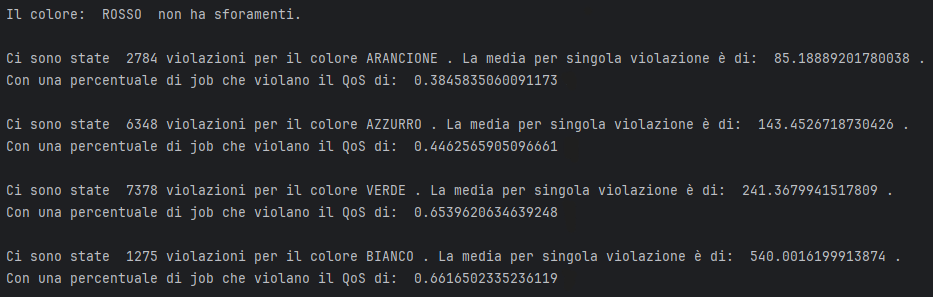 Il colore:  ROSSO  non ha sforamenti.
Ci sono state  2784 violazioni per il colore ARANCIONE . La media per singola violazione è di:  85.18889201780038 .
Con una percentuale di job che violano il QoS di:  0.3845835060091173
Ci sono state  6348 violazioni per il colore AZZURRO . La media per singola violazione è di:  143.4526718730426 .
Con una percentuale di job che violano il QoS di:  0.4462565905096661
Ci sono state  7378 violazioni per il colore VERDE . La media per singola violazione è di:  241.3679941517809 .
Con una percentuale di job che violano il QoS di:  0.6539620634639248
Ci sono state  1275 violazioni per il colore BIANCO . La media per singola violazione è di:  540.0016199913874 .
Con una percentuale di job che violano il QoS di:  0.6616502335236119